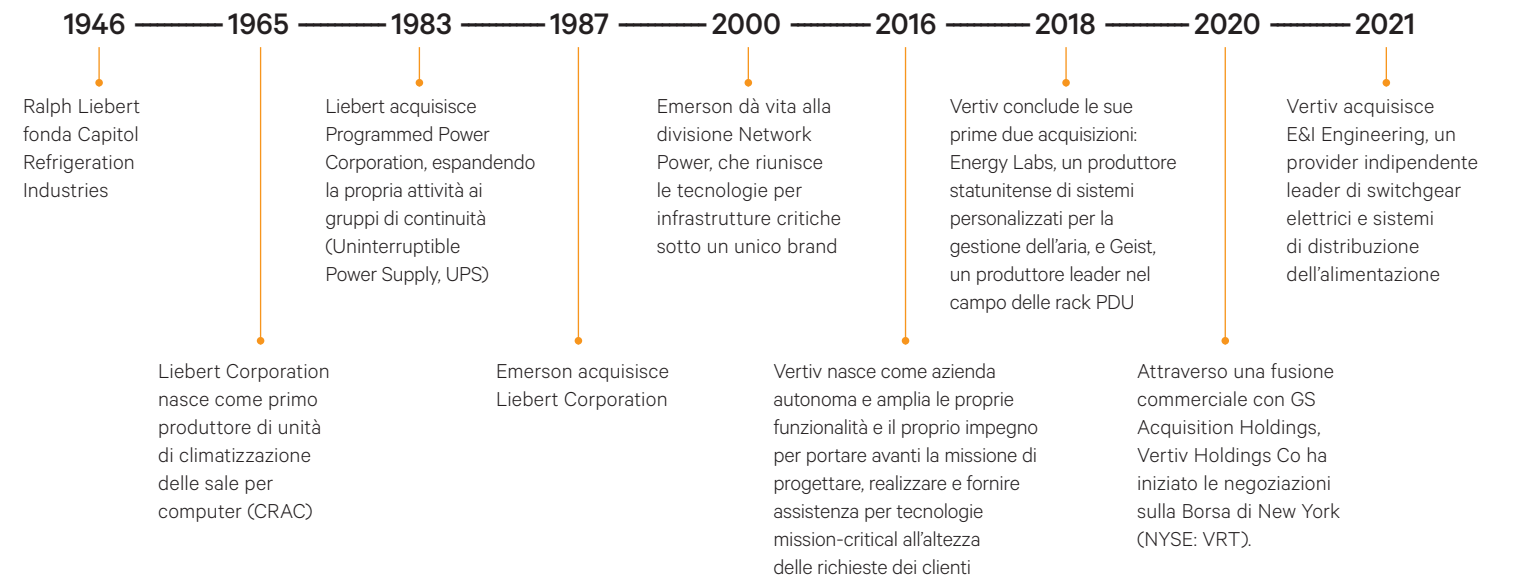 1946 1965 1983 1987 2000 2016 2018 2020 2021
Ralph Liebert
fonda Capitol
Refrigeration
Industries
Liebert Corporation
nasce come primo
produttore di unità
di climatizzazione
delle sale per
computer (CRAC)
Liebert acquisisce
Programmed Power
Corporation, espandendo
la propria attività ai
gruppi di continuità
(Uninterruptible
Power Supply, UPS)
Emerson acquisisce
Liebert Corporation
Emerson dà vita alla
divisione Network
Power, che riunisce
le tecnologie per
infrastrutture critiche
sotto un unico brand
Vertiv nasce come azienda
autonoma e amplia le proprie
funzionalità e il proprio impegno
per portare avanti la missione di
progettare, realizzare e fornire
assistenza per tecnologie
mission-critical all’altezza
delle richieste dei clienti
Vertiv conclude le sue
prime due acquisizioni:
Energy Labs, un produttore
statunitense di sistemi
personalizzati per la
gestione dell’aria, e Geist,
un produttore leader nel
campo delle rack PDU
Attraverso una fusione
commerciale con GS
Acquisition Holdings,
Vertiv Holdings Co ha
iniziato le negoziazioni
sulla Borsa di New York
(NYSE: VRT).
Vertiv acquisisce
E&I Engineering, un
provider indipendente
leader di switchgear
elettrici e sistemi
di distribuzione
dell’alimentazione